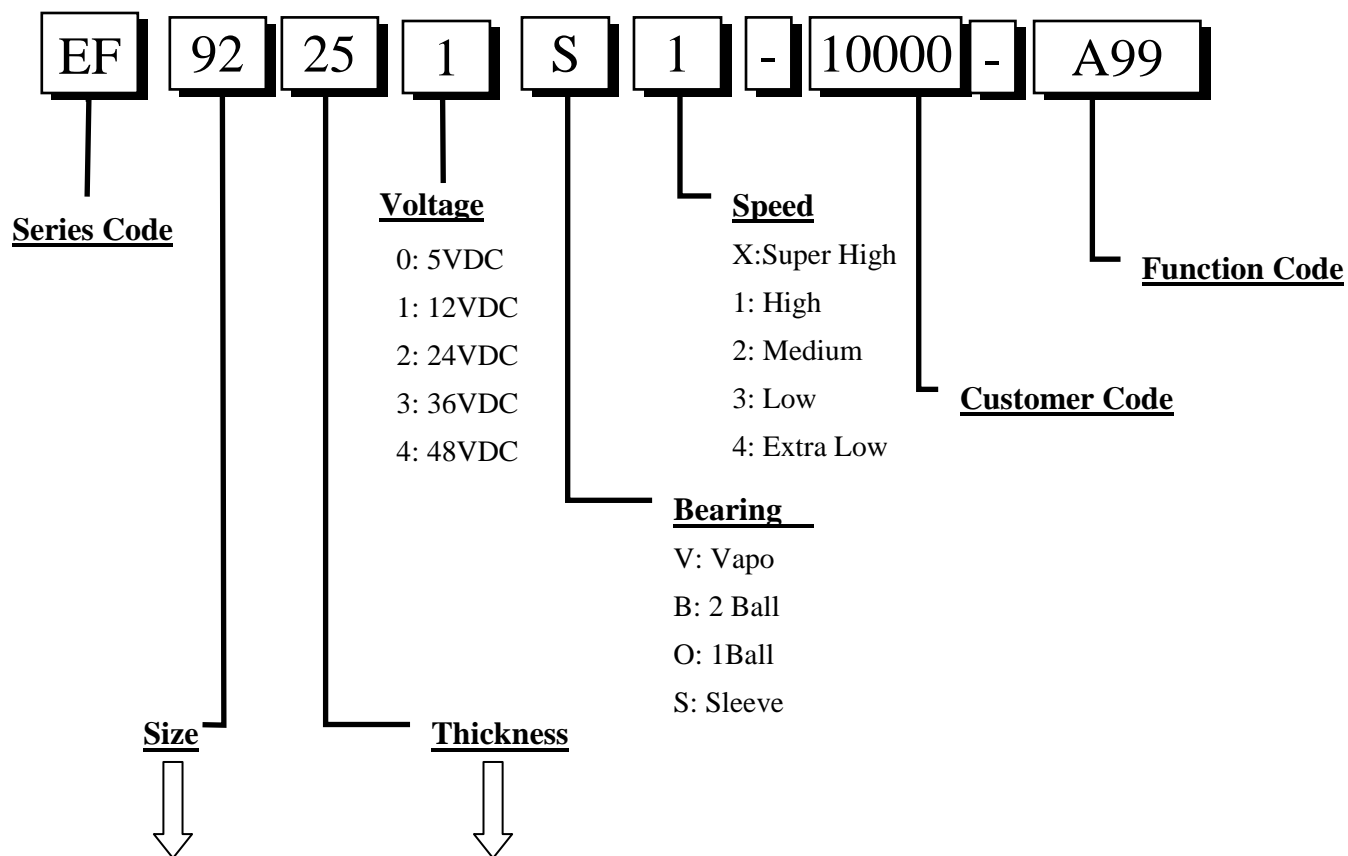 EF 92 25 1 S 1 - 10000 - A99
Series Code
Voltage
0: 5VDC
1: 12VDC
2: 24VDC
3: 36VDC
4: 48VDC
Speed
X:Super High
1: High
2: Medium
3: Low
4: Extra Low
Function Code
Customer Code
Bearing
V: Vapo
B: 2 Ball
O: 1Ball
S: Sleeve
Size
Thickness